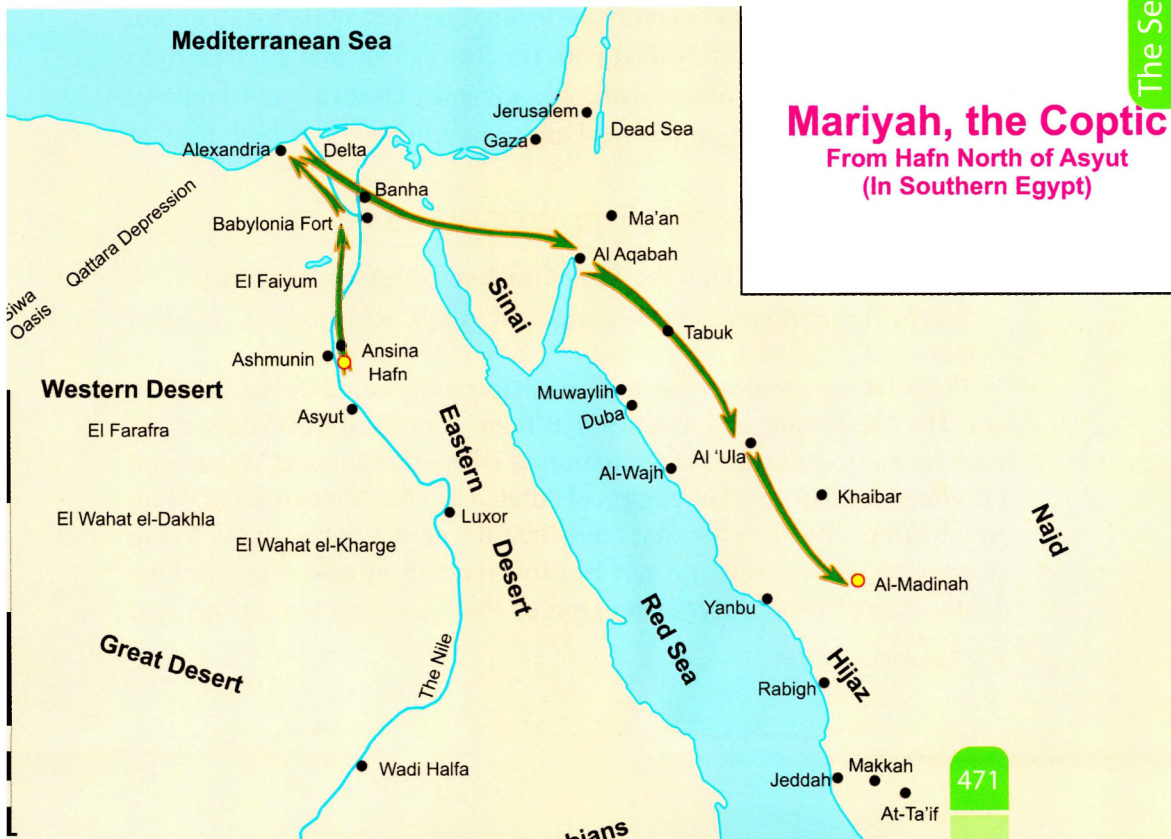 The Se
Mariyah, the Coptic
From Hafn North of Asyut
(In Southern Egypt)
Mediterranean Sea
Jerusalem
Dead Sea
Gaza
Alexandria
Delta
Banha
Babylonia Fort
Ma'an
Qattara Depression
Al Aqabah
El Faiyum
Siwa
Oasis
Sinai
Tabuk
Ashmunin
Ansina
Hafn
Western Desert
Muwaylih
Duba
Asyut
El Farafra
Eastern
Desert
Al 'Ula
Al-Wajh
Khaibar
Luxor
El Wahat el-Dakhla
El Wahat el-Kharge
Najd
Al-Madinah
Yanbu
Red Sea
Great Desert
The Nile
Hijaz
Rabigh
Wadi Halfa
Jeddah
Makkah
At-Ta'if
471
bians